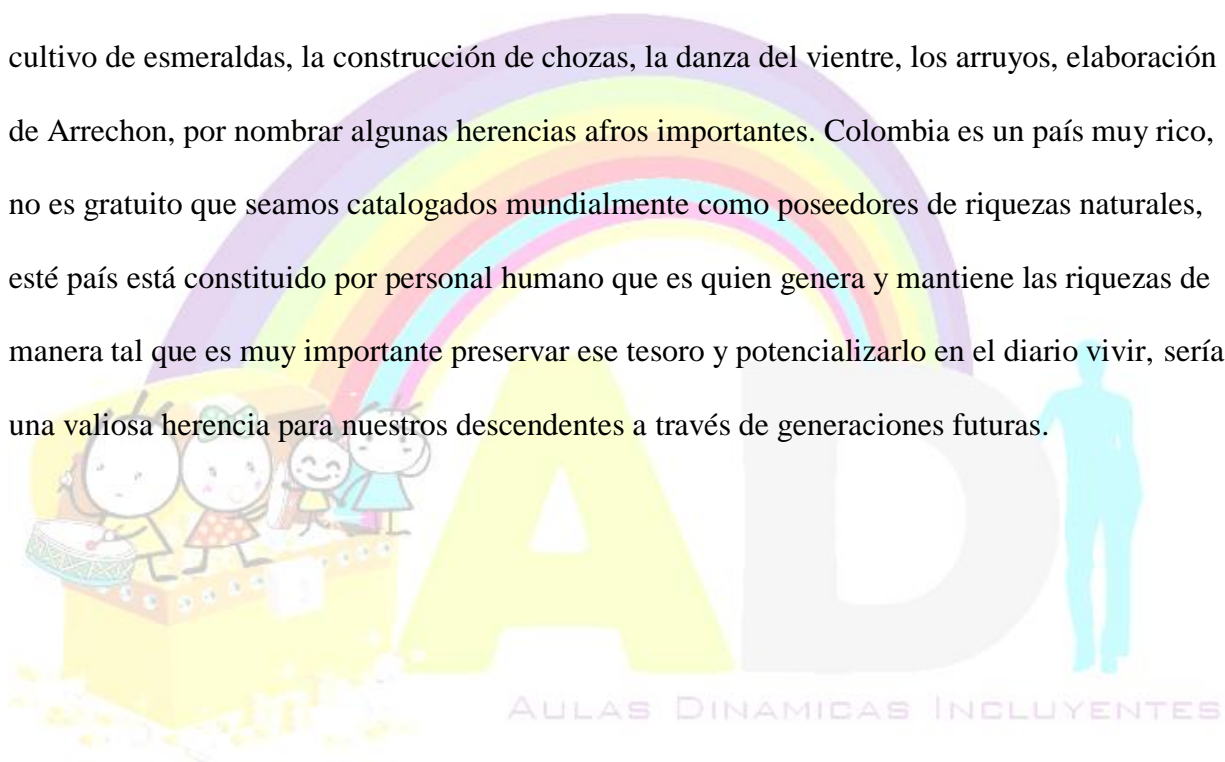 cultivo de esmeraldas, la construcción de chozas, la danza del vientre, los arruyos, elaboración
de Arrechon, por nombrar algunas herencias afros importantes. Colombia es un país muy rico,
no es gratuito que seamos catalogados mundialmente como poseedores de riquezas naturales,
esté país está constituido por personal humano que es quien genera y mantiene las riquezas de
manera tal que es muy importante preservar ese tesoro y potencializarlo en el diario vivir, sería
una valiosa herencia para nuestros descendentes a través de generaciones futuras.
AD
AULAS DINÁMICAS INCLUYENTES